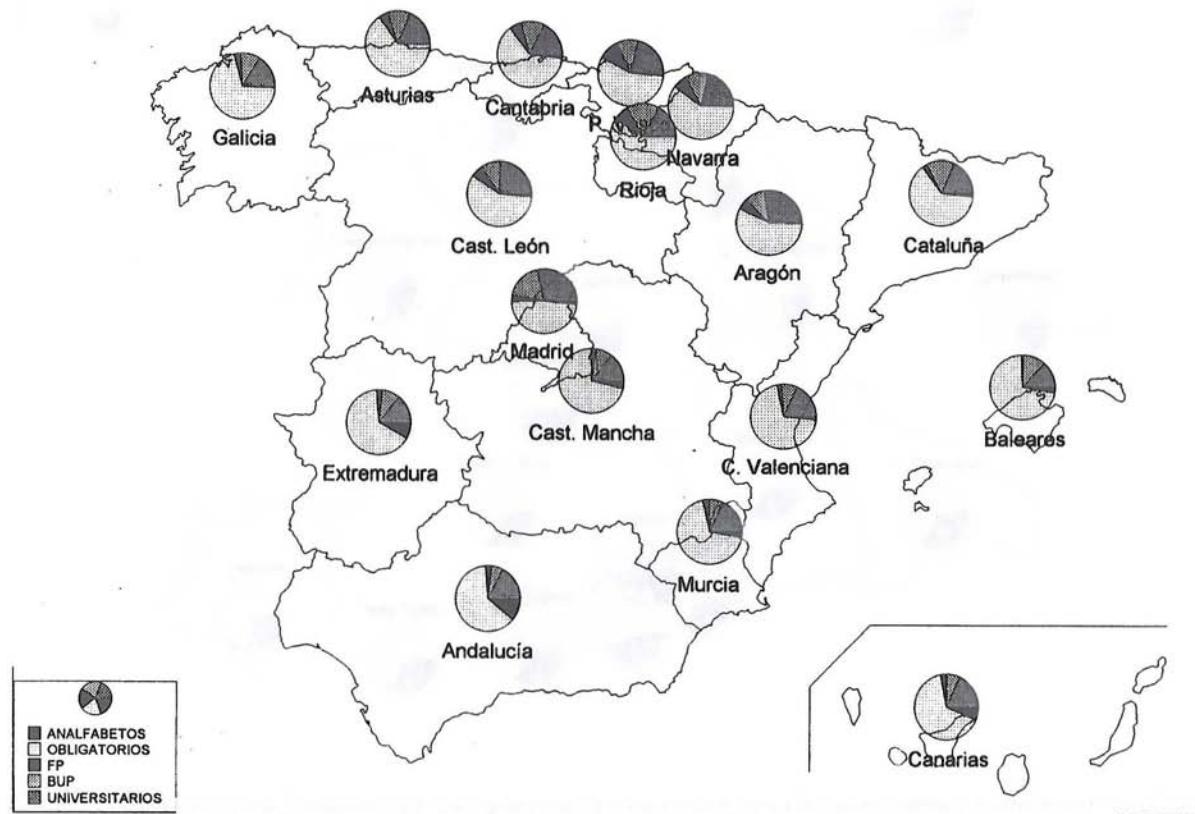 Asturias
Cantabria
Galicia
P.
Navarra
Rioja
Cataluña
Cast. León
Aragón
Madrid
Cast. Mancha
Baleares
C. Valenciana
Extremadura
Murcia
Andalucía
Canarias
ANALFABETOS
OBLIGATORIOS
FP
BUP
UNIVERSITARIOS